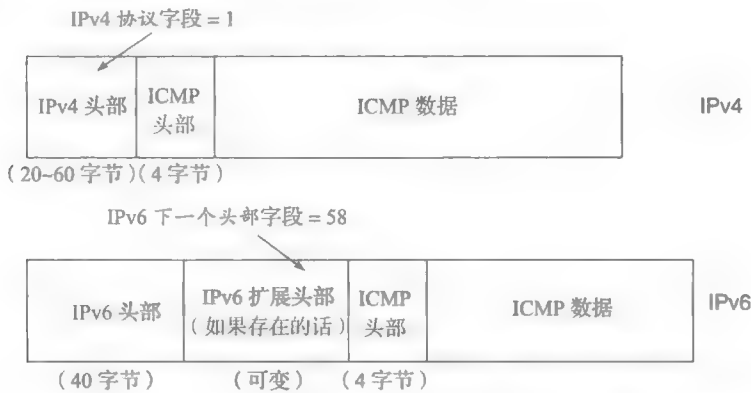 IPv4 协议字段 = 1
IPv4 头部
ICMP
头部
ICMP 数据
IPv4
（20~60 字节）（4 字节）
IPv6 下一个头部字段 = 58
IPv6 头部
IPv6 扩展头部
（如果存在的话）
ICMP
头部
ICMP 数据
IPv6
（40 字节）
（可变）
（4 字节）